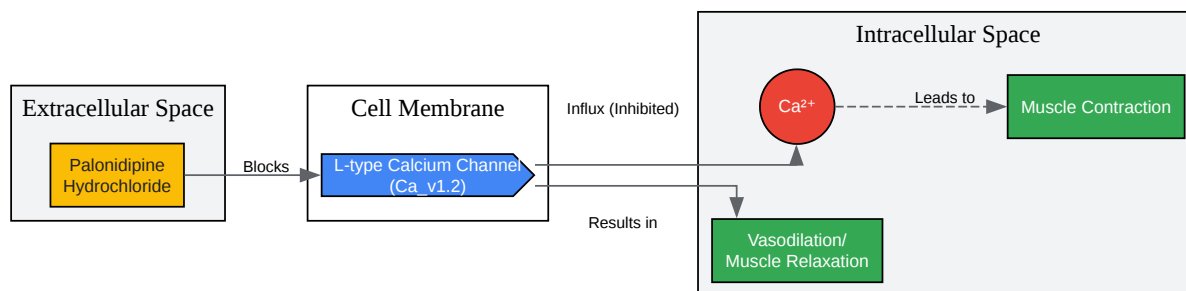 Extracellular Space
Palonidipine
Hydrochloride
Blocks
Cell Membrane
L-type Calcium Channel
(Ca_v1.2)
Influx (Inhibited)
Results in
Intracellular Space
Ca²⁺
Leads to
Muscle Contraction
Vasodilation/
Muscle Relaxation